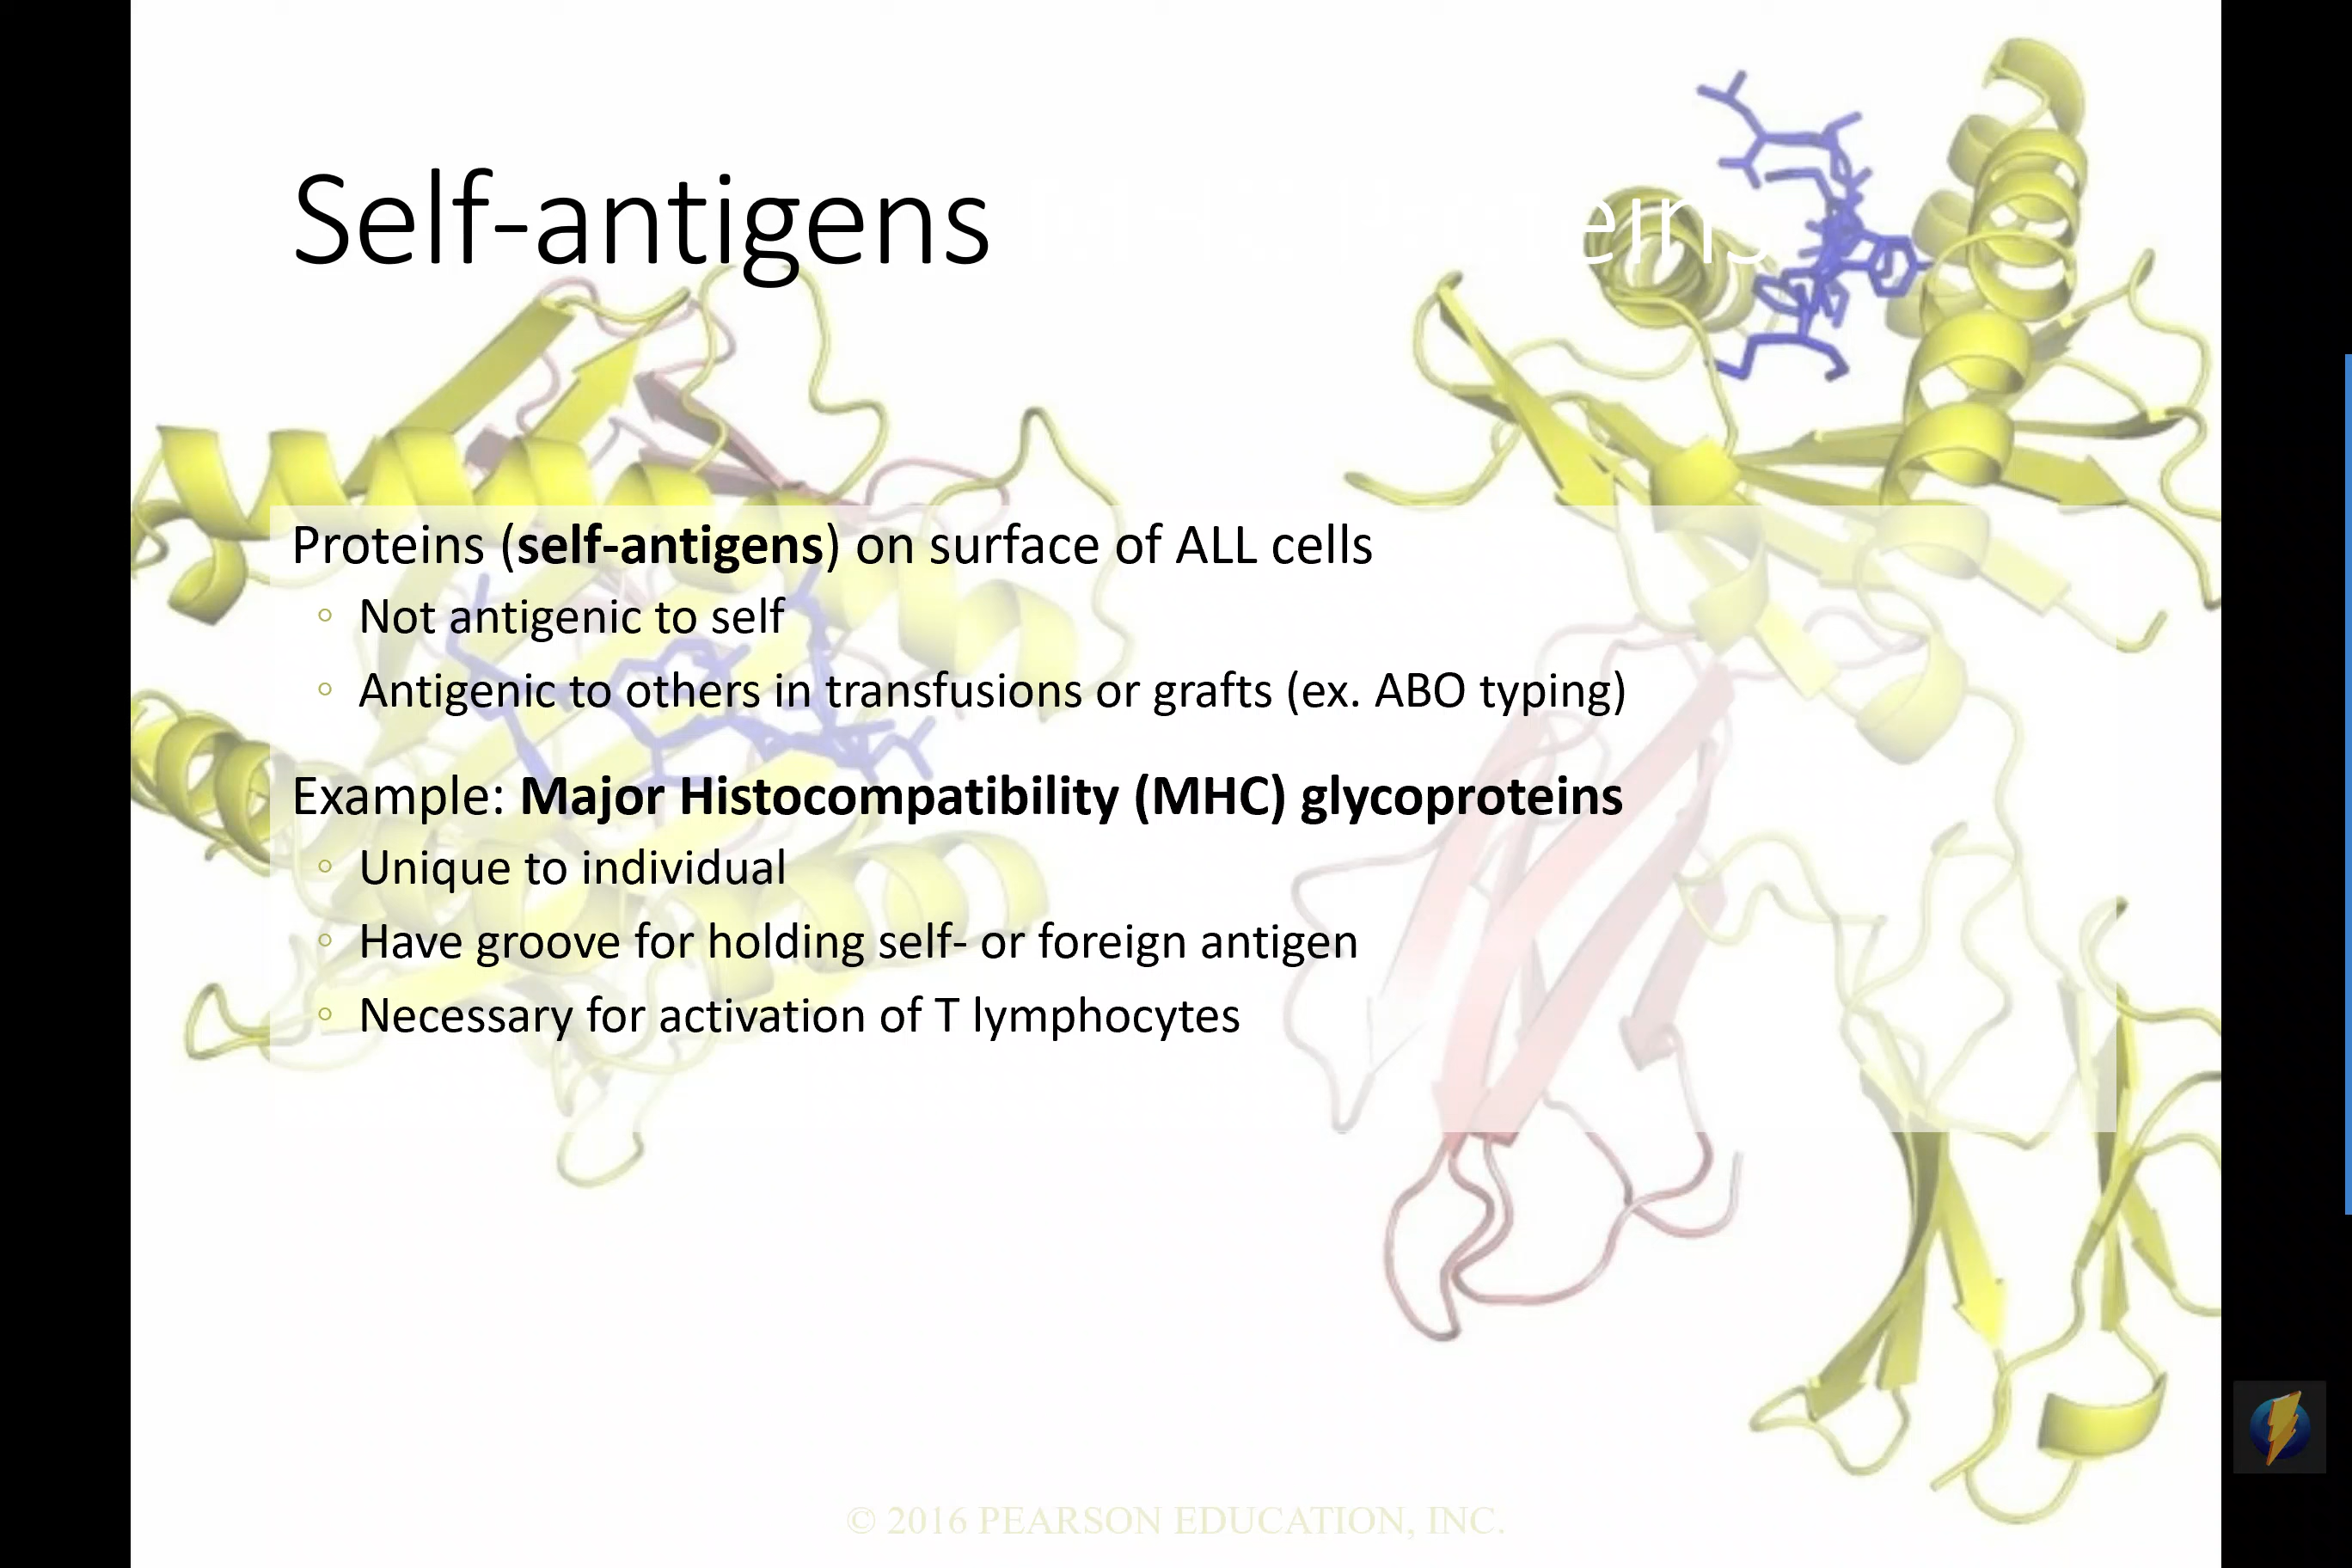 Self-antigens
Proteins (self-antigens) on surface of ALL cells
◦ Not antigenic to self
◦ Antigenic to others in transfusions or grafts (ex. ABO typing)
Example: Major Histocompatibility (MHC) glycoproteins
◦ Unique to individual
◦ Have groove for holding self- or foreign antigen
◦ Necessary for activation of T lymphocytes
© 2016 PEARSON EDUCATION, INC.